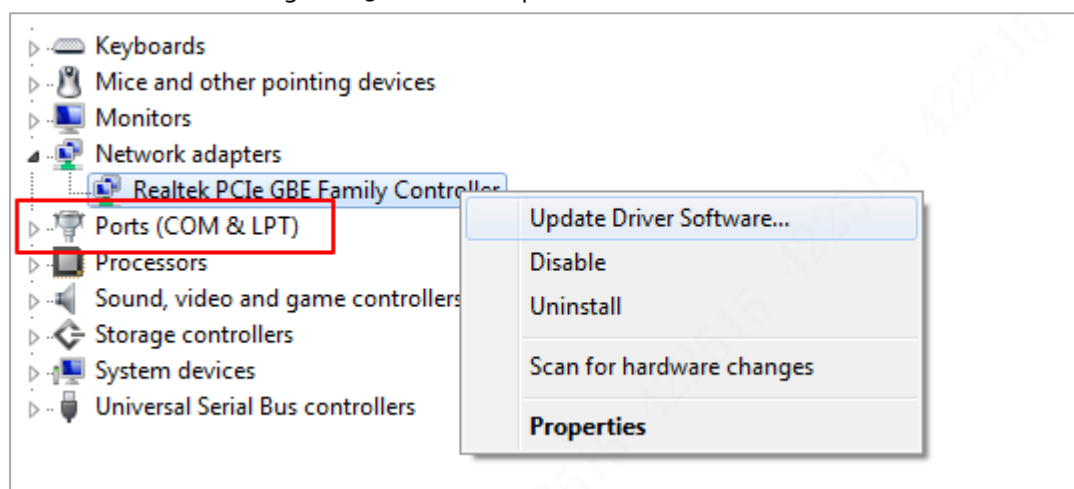 Keyboards
Mice and other pointing devices
Monitors
Network adapters
Realtek PCIe GBE Family Controller
Ports (COM & LPT)
Processors
Sound, video and game controllers
Storage controllers
System devices
Universal Serial Bus controllers
Update Driver Software...
Disable
Uninstall
Scan for hardware changes
Properties
422515